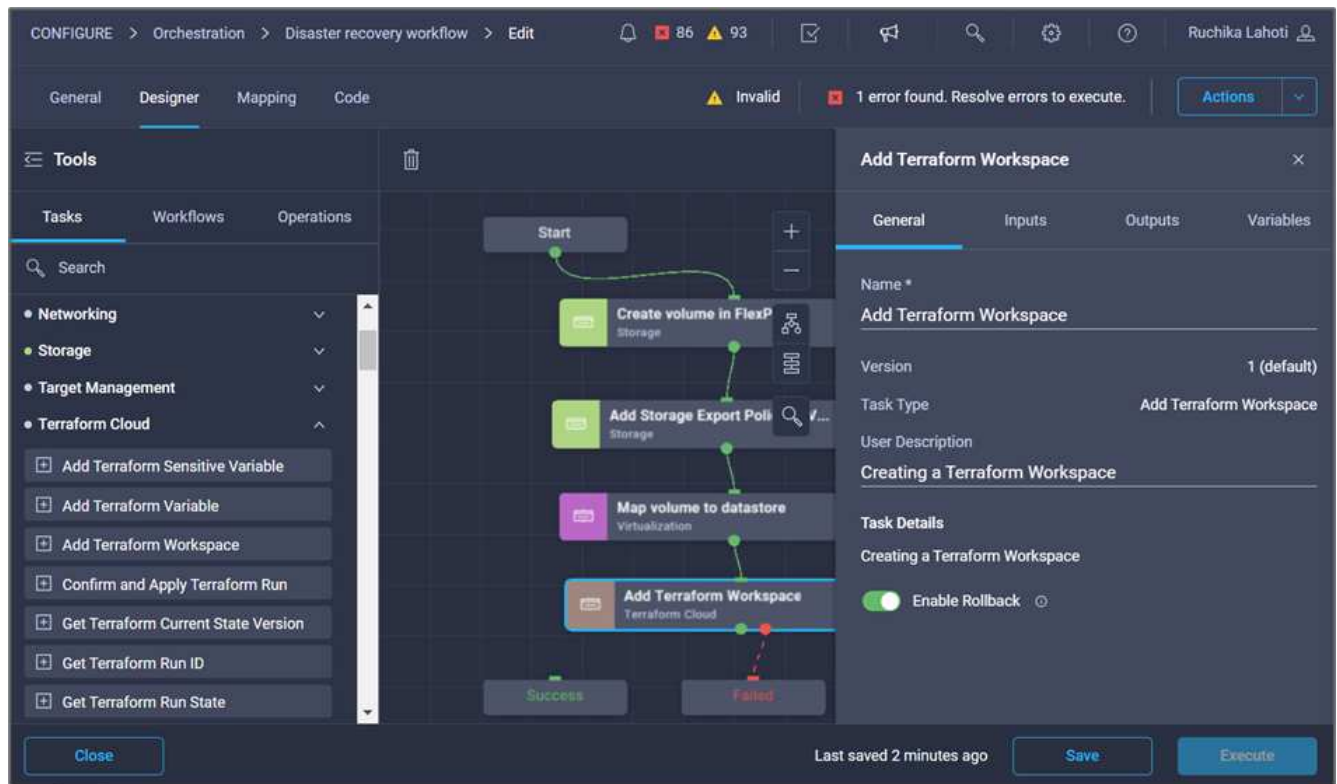 CONFIGURE > Orchestration > Disaster recovery workflow > Edit 86 93 Ruchika Lahoti
General Designer Mapping Code Invalid 1 error found. Resolve errors to execute. Actions
Tools
Tasks Workflows Operations
Search
Networking
Storage
Target Management
Terraform Cloud
Add Terraform Sensitive Variable
Add Terraform Variable
Add Terraform Workspace
Confirm and Apply Terraform Run
Get Terraform Current State Version
Get Terraform Run ID
Get Terraform Run State
Start
Create volume in FlexP
Storage
Add Storage Export Poli V...
Storage
Map volume to datastore
Virtualization
Add Terraform Workspace
Terraform Cloud
Success Failed
Add Terraform Workspace
General Inputs Outputs Variables
Name *
Add Terraform Workspace
Version 1 (default)
Task Type Add Terraform Workspace
User Description
Creating a Terraform Workspace
Task Details
Creating a Terraform Workspace
Enable Rollback
Close Last saved 2 minutes ago Save Execute